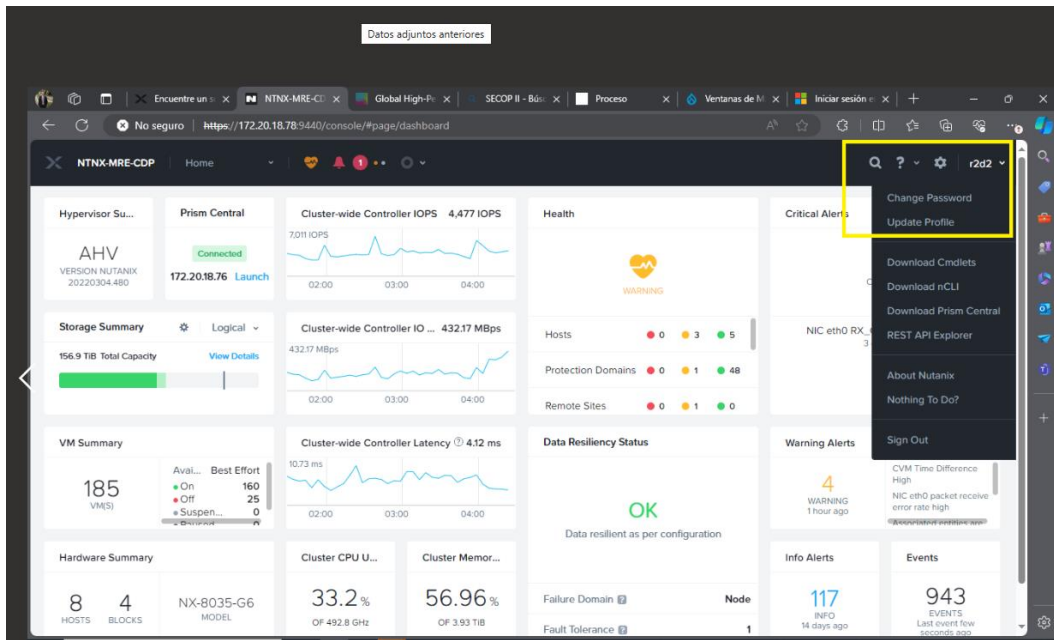 Datos adjuntos anteriores
Encuentre un s
NTNX-MRE-CD
Global High-Pe
SECOP II - Bús
Proceso
Ventanas de M
Iniciar sesión e
No seguro
https://172.20.18.78:9440/console/#page/dashboard
NTNX-MRE-CDP
Home
1
?
r2d2
Change Password
Update Profile
Download Cmdlets
Download nCLI
Download Prism Central
REST API Explorer
About Nutanix
Nothing To Do?
Sign Out
Hypervisor Su...
AHV
VERSION NUTANIX
20220304.480
Prism Central
Connected
172.20.18.76 Launch
Cluster-wide Controller IOPS 4,477 IOPS
7,011 IOPS
02:00 03:00 04:00
Health
WARNING
Critical Alerts
Storage Summary Logical
156.9 TiB Total Capacity View Details
Cluster-wide Controller IO ... 432.17 MBps
432.17 MBps
02:00 03:00 04:00
Hosts 0 3 5
Protection Domains 0 1 48
Remote Sites 0 1 0
NIC eth0 RX_
3
VM Summary
185
VM(S)
Avai... Best Effort
On 160
Off 25
Suspen... 0
Paused 0
Cluster-wide Controller Latency ? 4.12 ms
10.73 ms
02:00 03:00 04:00
Data Resiliency Status
OK
Data resilient as per configuration
Warning Alerts
4
WARNING
1 hour ago
CVM Time Difference
High
NIC eth0 packet receive
error rate high
Associated entities are
Hardware Summary
8
HOSTS
4
BLOCKS
NX-8035-G6
MODEL
Cluster CPU U...
33.2%
OF 492.8 GHz
Cluster Memor...
56.96%
OF 3.93 TiB
Failure Domain ? Node
Fault Tolerance ? 1
Info Alerts
117
INFO
14 days ago
Events
943
EVENTS
Last event few
seconds ago